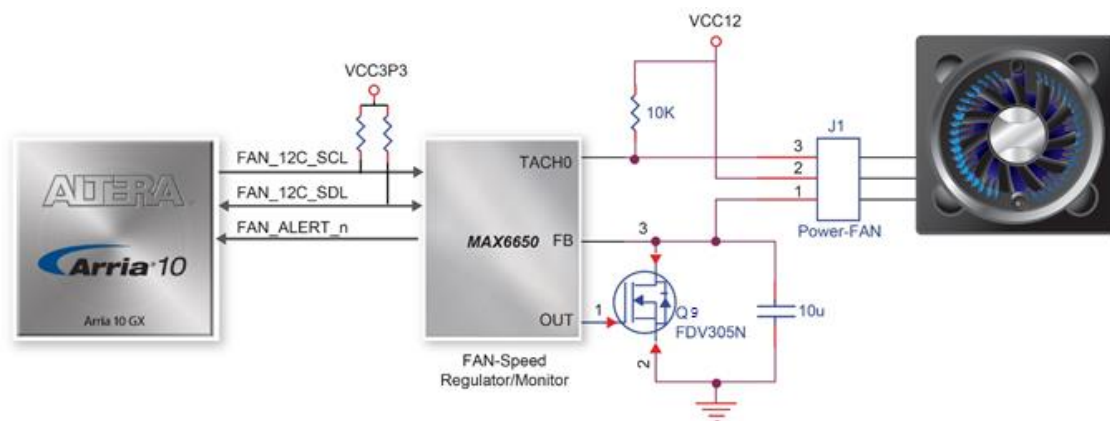 VCC12
VCC3P3
10K
J1
FAN_12C_SCL
TACH0
3
ALTERA
FAN_12C_SDL
2
FAN_ALERT_n
1
MAX6650
FB
3
Power-FAN
Arria 10
OUT
1
Q9
10u
FDV305N
Arria 10 GX
2
FAN-Speed
Regulator/Monitor